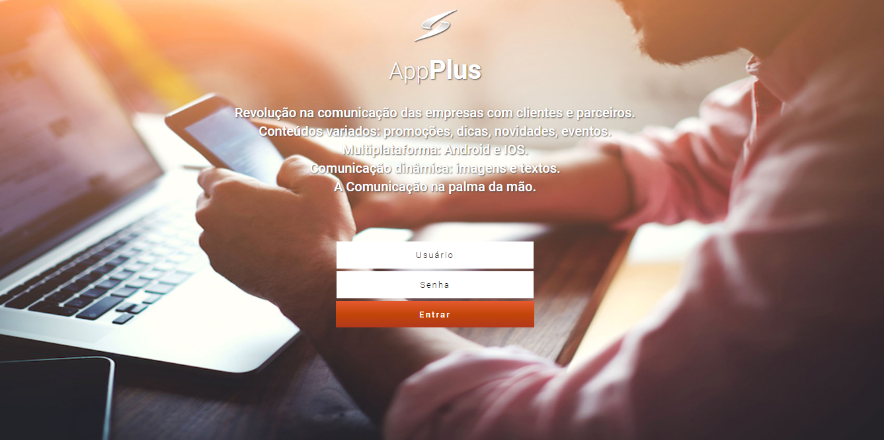 AppPlus
Revolução na comunicação das empresas com clientes e parceiros.
Conteúdos variados: promoções, dicas, novidades, eventos.
Multiplataforma: Android e IOS.
Comunicação dinâmica: imagens e textos.
A Comunicação na palma da mão.
Usuário
Senha
Entrar